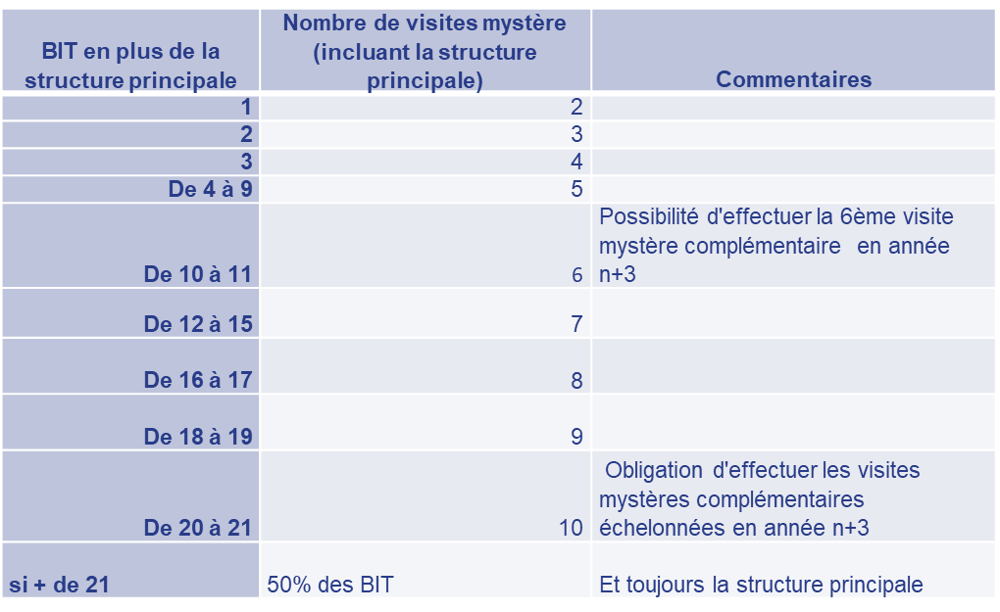 BIT en plus de la
structure principale
Nombre de visites mystère
(incluant la structure
principale)
Commentaires
1
2
2
3
3
4
De 4 à 9
5
De 10 à 11
6
Possibilité d'effectuer la 6ème visite
mystère complémentaire en année
n+3
De 12 à 15
7
De 16 à 17
8
De 18 à 19
9
De 20 à 21
10
Obligation d'effectuer les visites
mystères complémentaires
échelonnées en année n+3
si + de 21
50% des BIT
Et toujours la structure principale